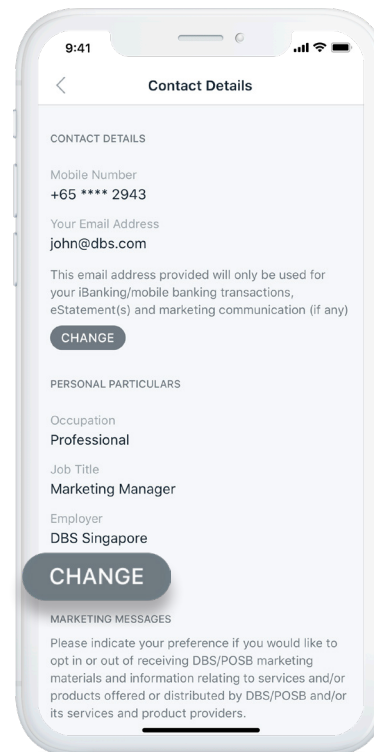 9:41
Contact Details
CONTACT DETAILS
Mobile Number
+65 **** 2943
Your Email Address
john@dbs.com
This email address provided will only be used for
your iBanking/mobile banking transactions,
eStatement(s) and marketing communication (if any)
CHANGE
PERSONAL PARTICULARS
Occupation
Professional
Job Title
Marketing Manager
Employer
DBS Singapore
CHANGE
MARKETING MESSAGES
Please indicate your preference if you would like to
opt in or out of receiving DBS/POSB marketing
materials and information relating to services and/or
products offered or distributed by DBS/POSB and/or
its services and product providers.